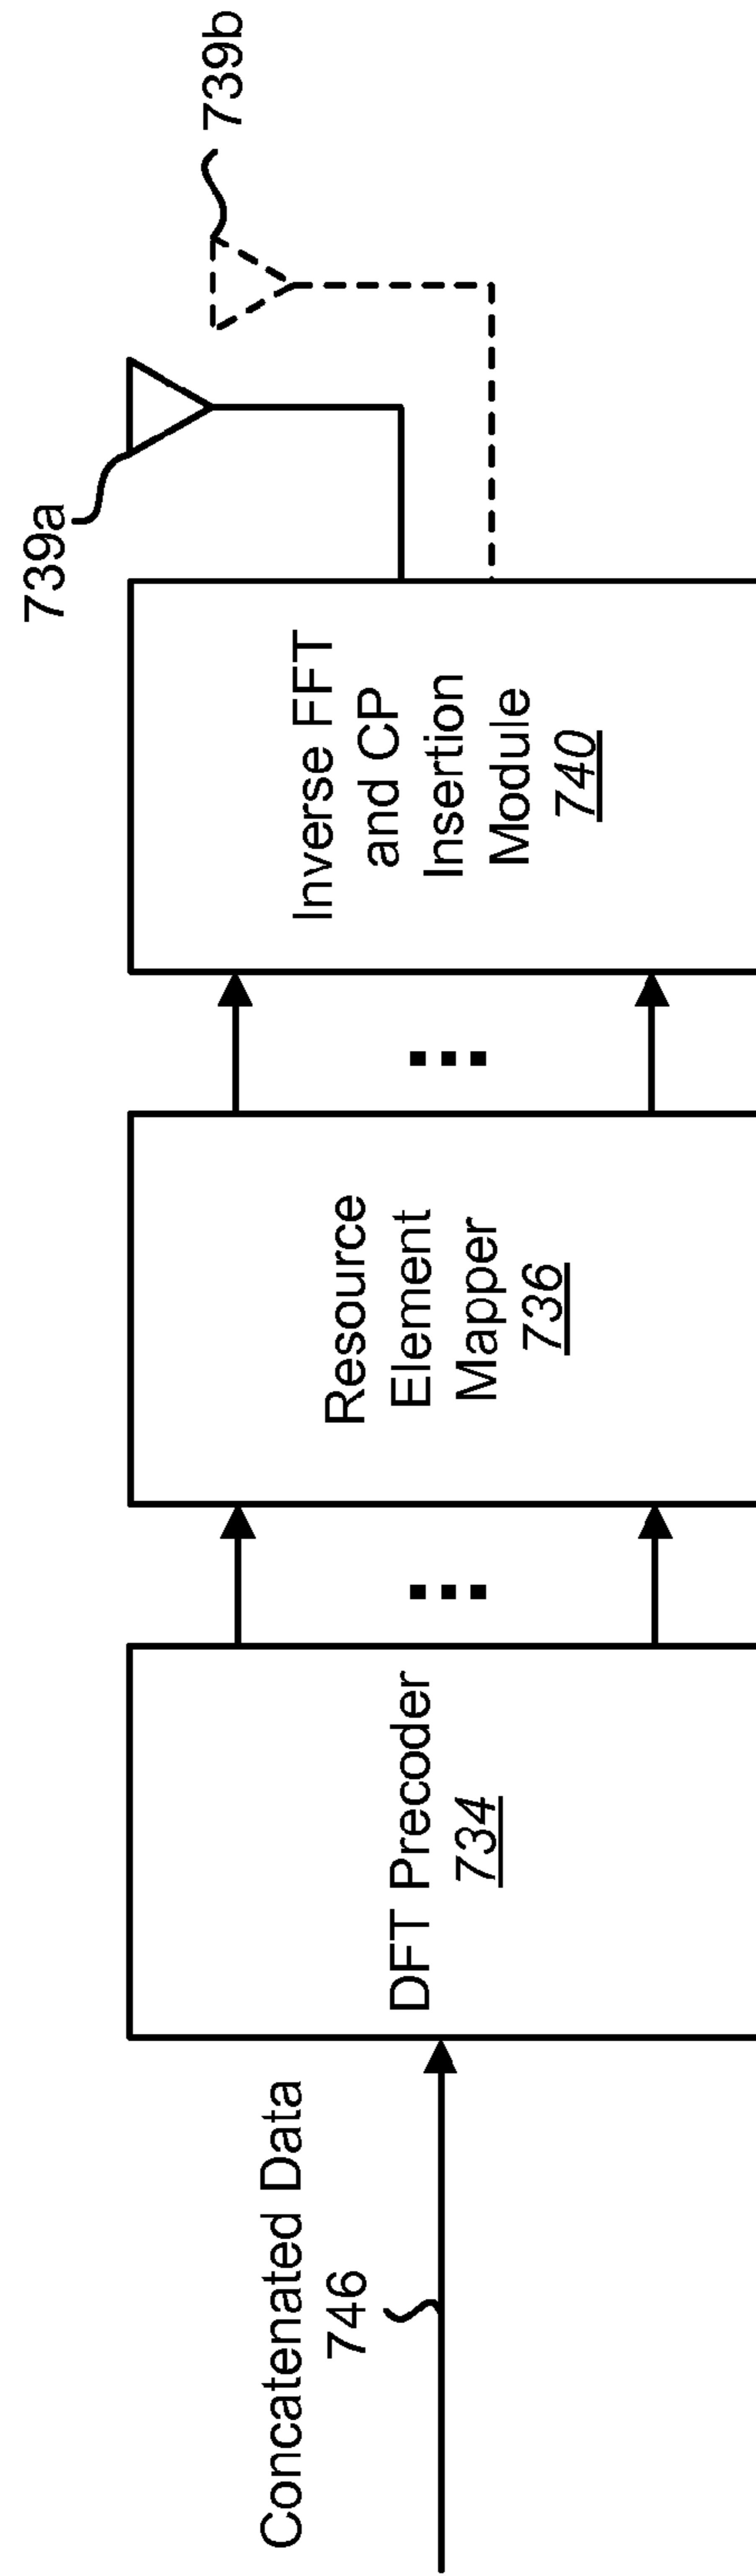 Concatenated Data
746
DFT Precoder
734
Resource
Element
Mapper
736
Inverse FFT
and CP
Insertion
Module
740
739a
739b